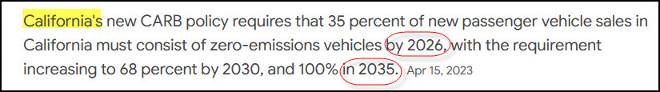 California's new CARB policy requires that 35 percent of new passenger vehicle sales in
California must consist of zero-emissions vehicles by 2026, with the requirement
increasing to 68 percent by 2030, and 100% in 2035. Apr 15, 2023